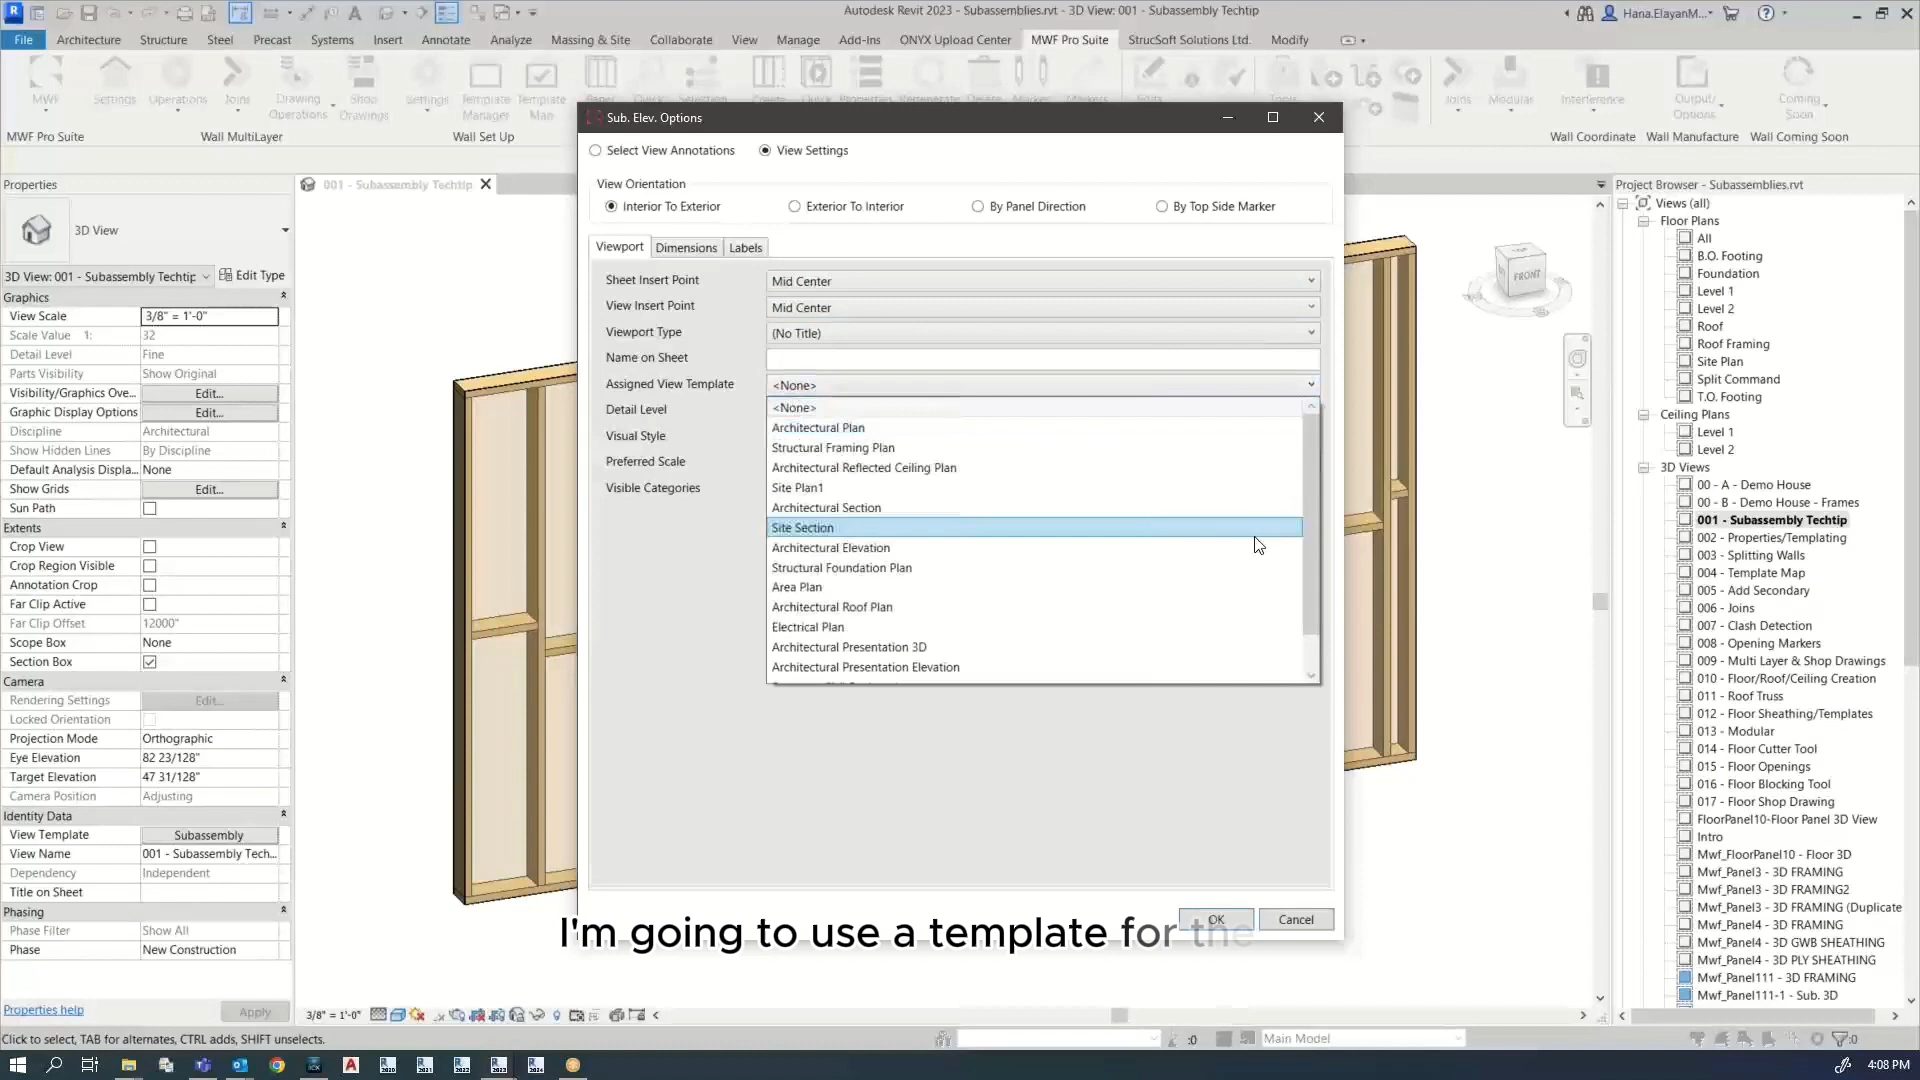 Autodesk Revit 2023 - Subassemblies.rvt - 3D View: 001 - Subassembly Techtip
Hana.ElayanM...
File Architecture Structure Steel Precast Systems Insert Annotate Analyze Massing & Site Collaborate View Manage Add-Ins ONYX Upload Center MWF Pro Suite StrucSoft Solutions Ltd. Modify
MWF Settings Operations Joins Drawing Operations Shop Drawings Settings Template Manager Template Map
Joins Modular Interference Output/ Options Coming Soon
MWF Pro Suite Wall MultiLayer Wall Set Up Wall Coordinate Wall Manufacture Wall Coming Soon
Properties
3D View
3D View: 001 - Subassembly Techtip Edit Type
Graphics
View Scale 3/8" = 1'-0"
Scale Value 1: 32
Detail Level Fine
Parts Visibility Show Original
Visibility/Graphics Ove... Edit...
Graphic Display Options Edit...
Discipline Architectural
Show Hidden Lines By Discipline
Default Analysis Displa... None
Show Grids Edit...
Sun Path
Extents
Crop View
Crop Region Visible
Annotation Crop
Far Clip Active
Far Clip Offset 12000"
Scope Box None
Section Box
Camera
Rendering Settings Edit...
Locked Orientation
Projection Mode Orthographic
Eye Elevation 82 23/128"
Target Elevation 47 31/128"
Camera Position Adjusting
Identity Data
View Template Subassembly
View Name 001 - Subassembly Tech...
Dependency Independent
Title on Sheet
Phasing
Phase Filter Show All
Phase New Construction
Properties help Apply
001 - Subassembly Techtip
Sub. Elev. Options
Select View Annotations View Settings
View Orientation
Interior To Exterior Exterior To Interior By Panel Direction By Top Side Marker
Viewport Dimensions Labels
Sheet Insert Point Mid Center
View Insert Point Mid Center
Viewport Type (No Title)
Name on Sheet
Assigned View Template <None>
Detail Level
Visual Style
Preferred Scale
Visible Categories
<None>
Architectural Plan
Structural Framing Plan
Architectural Reflected Ceiling Plan
Site Plan1
Architectural Section
Site Section
Architectural Elevation
Structural Foundation Plan
Area Plan
Architectural Roof Plan
Electrical Plan
Architectural Presentation 3D
Architectural Presentation Elevation
OK Cancel
I'm going to use a template for the
FRONT
Project Browser - Subassemblies.rvt
Views (all)
Floor Plans
All
B.O. Footing
Foundation
Level 1
Level 2
Roof
Roof Framing
Site Plan
Split Command
T.O. Footing
Ceiling Plans
Level 1
Level 2
3D Views
00 - A - Demo House
00 - B - Demo House - Frames
001 - Subassembly Techtip
002 - Properties/Templating
003 - Splitting Walls
004 - Template Map
005 - Add Secondary
006 - Joins
007 - Clash Detection
008 - Opening Markers
009 - Multi Layer & Shop Drawings
010 - Floor/Roof/Ceiling Creation
011 - Roof Truss
012 - Floor Sheathing/Templates
013 - Modular
014 - Floor Cutter Tool
015 - Floor Openings
016 - Floor Blocking Tool
017 - Floor Shop Drawing
FloorPanel10-Floor Panel 3D View
Intro
Mwf_FloorPanel10 - Floor 3D
Mwf_Panel3 - 3D FRAMING
Mwf_Panel3 - 3D FRAMING2
Mwf_Panel3 - 3D FRAMING (Duplicate
Mwf_Panel4 - 3D FRAMING
Mwf_Panel4 - 3D GWB SHEATHING
Mwf_Panel4 - 3D PLY SHEATHING
Mwf_Panel111 - 3D FRAMING
Mwf_Panel111-1 - Sub. 3D
3/8" = 1'-0"
Click to select, TAB for alternates, CTRL adds, SHIFT unselects.
:0 Main Model :0
4:08 PM